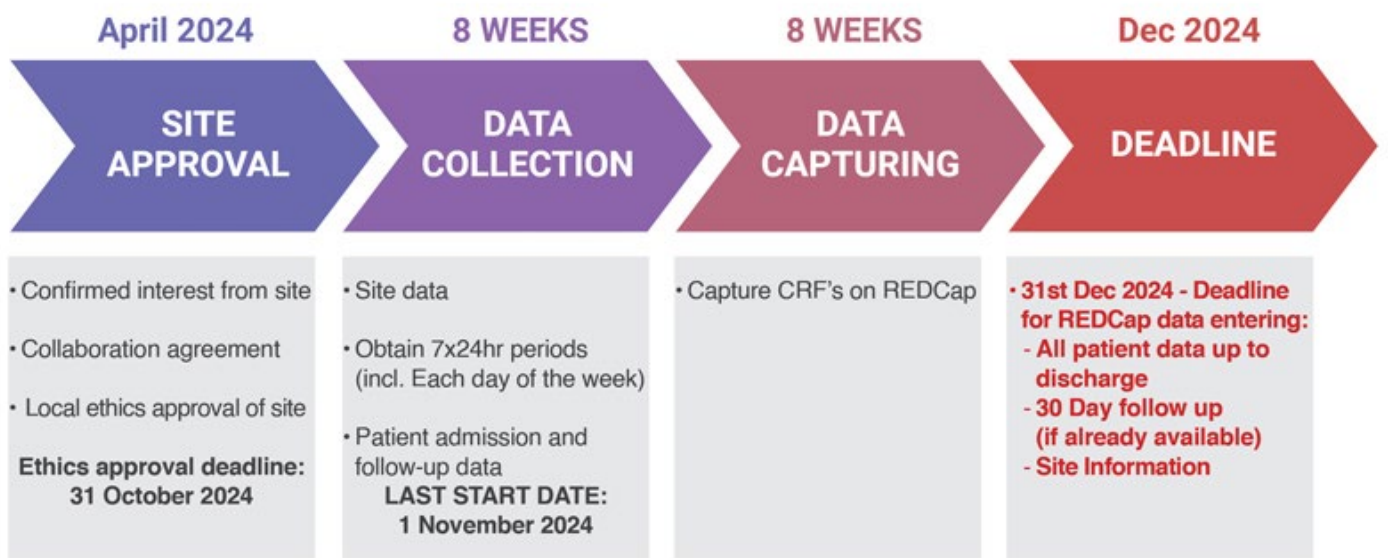 April 2024
SITE
APPROVAL
• Confirmed interest from site
• Collaboration agreement
• Local ethics approval of site
Ethics approval deadline:
31 October 2024
8 WEEKS
DATA
COLLECTION
• Site data
• Obtain 7x24hr periods
(incl. Each day of the week)
• Patient admission and
follow-up data
LAST START DATE:
1 November 2024
8 WEEKS
DATA
CAPTURING
• Capture CRF's on REDCap
Dec 2024
DEADLINE
• 31st Dec 2024 - Deadline
for REDCap data entering:
- All patient data up to
discharge
- 30 Day follow up
(if already available)
- Site Information